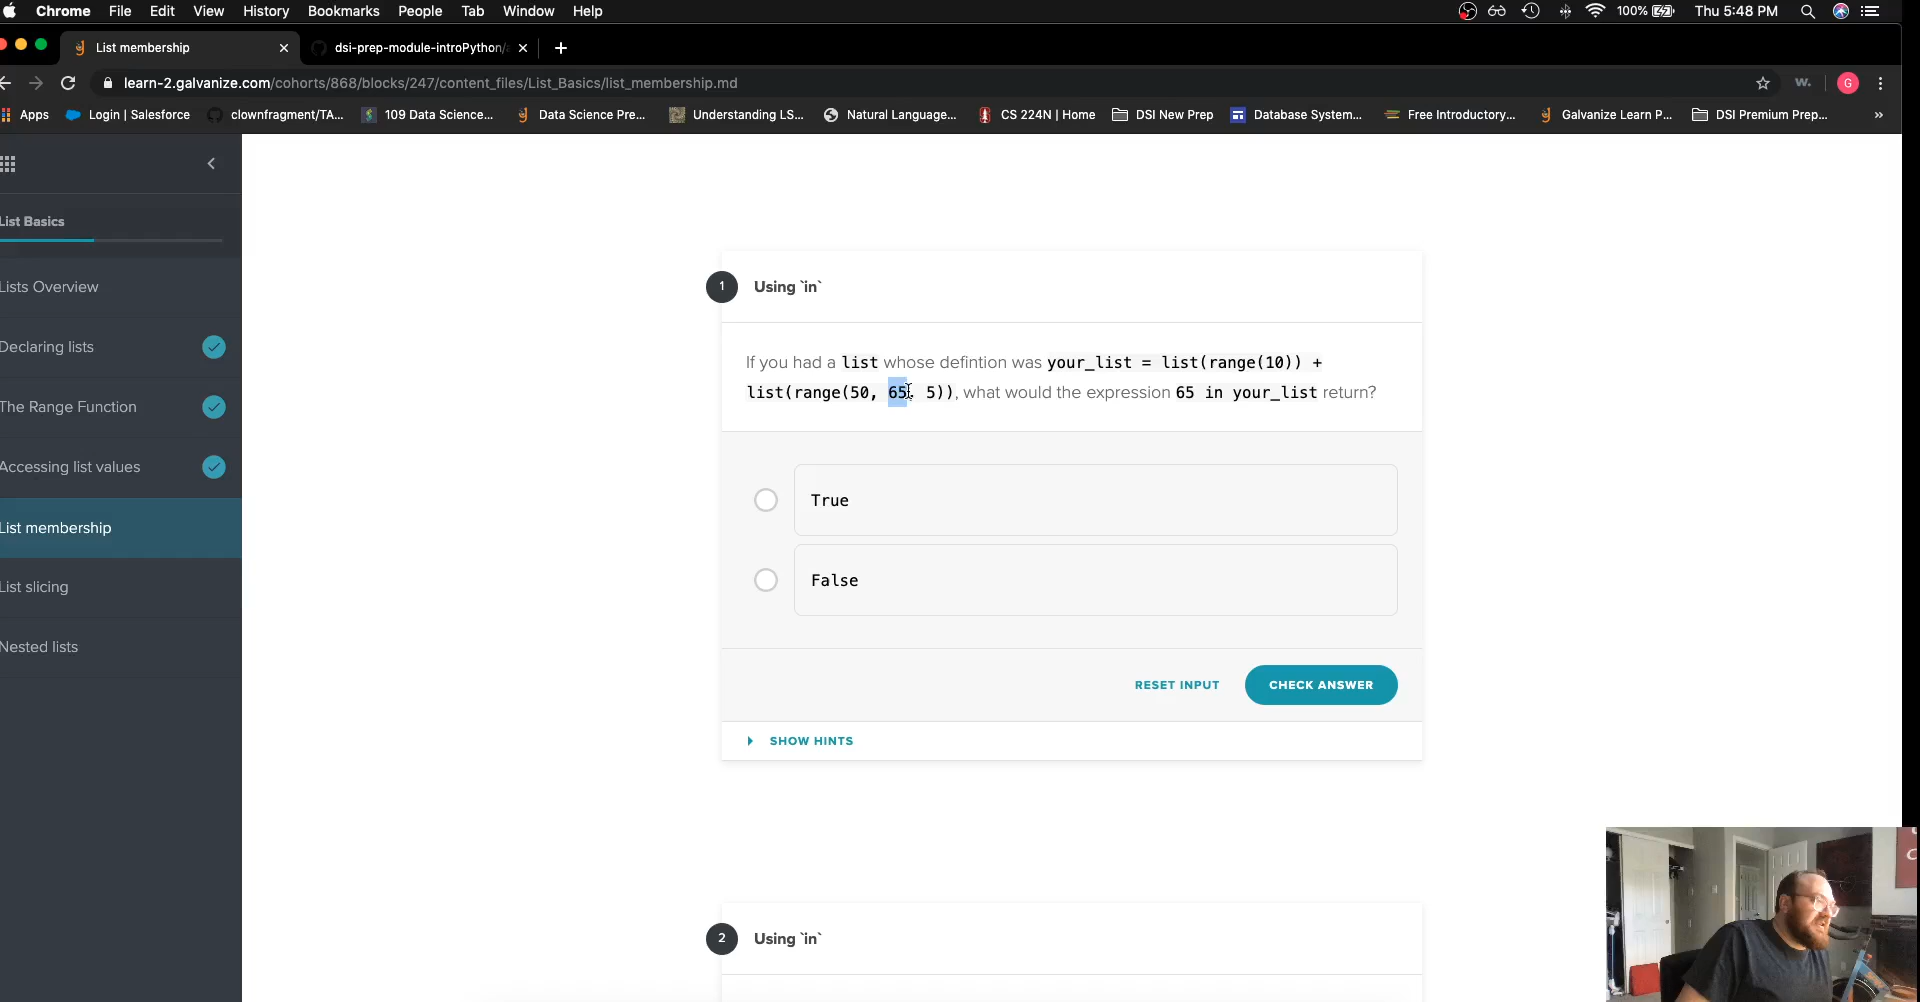 Chrome File Edit View History Bookmarks People Tab Window Help 100% Thu 5:48 PM
List membership dsi-prep-module-introPython/
learn-2.galvanize.com/cohorts/868/blocks/247/content_files/List_Basics/list_membership.md W. G
Apps Login | Salesforce clownfragment/TA... 109 Data Science... Data Science Pre... Understanding LS... Natural Language... CS 224N | Home DSI New Prep Database System... Free Introductory... Galvanize Learn P... DSI Premium Prep... »
List Basics
Lists Overview
Declaring lists
The Range Function
Accessing list values
List membership
List slicing
Nested lists
1 Using `in`
If you had a list whose defintion was your_list = list(range(10)) +
list(range(50, 65, 5)), what would the expression 65 in your_list return?
True
False
RESET INPUT CHECK ANSWER
SHOW HINTS
2 Using `in`